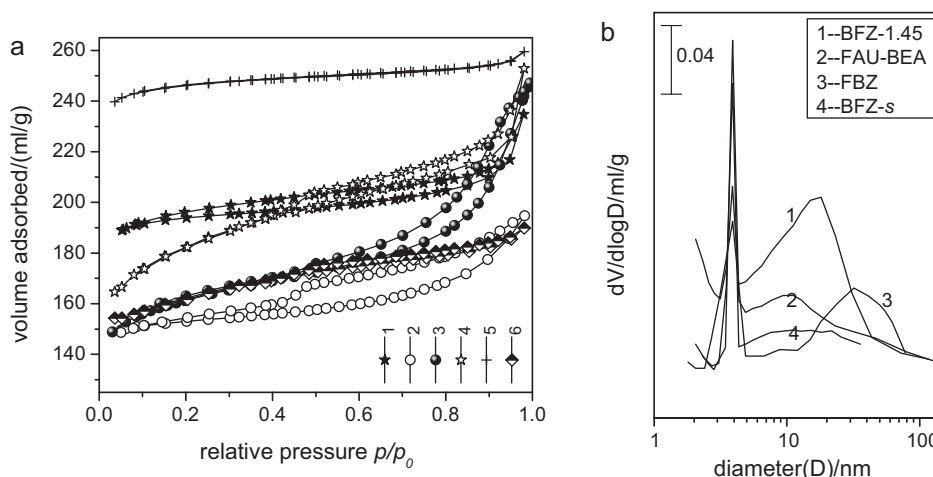 a
260
240
220
200
180
160
140
volume adsorbed/(ml/g)
0.0 0.2 0.4 0.6 0.8 1.0
relative pressure p/p0
1 2 3 4 5 6
b
0.04
1--BFZ-1.45
2--FAU-BEA
3--FBZ
4--BFZ-s
1
2
3
4
dV/dlogD/ml/g
1 10 100
diameter(D)/nm